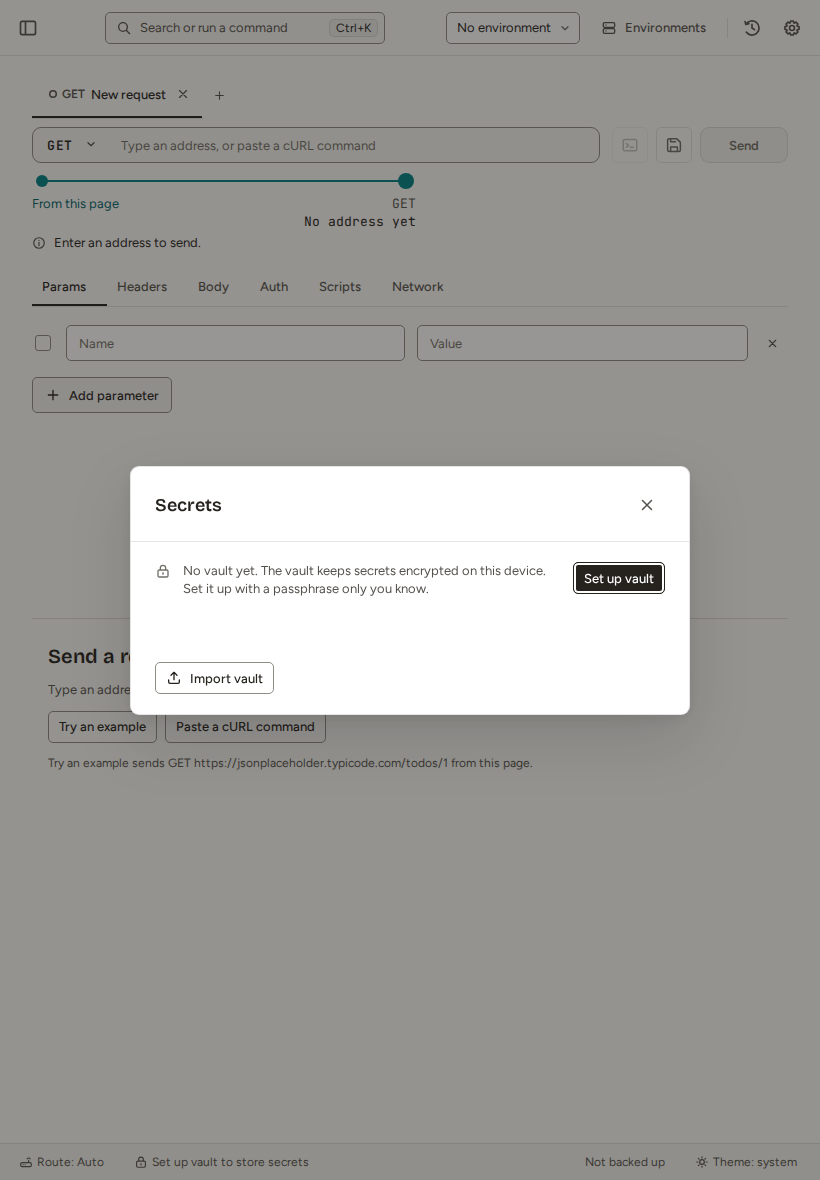 Search or run a command Ctrl+K No environment Environments
GET New request
GET Type an address, or paste a cURL command Send
From this page GET
No address yet
Enter an address to send.
Params Headers Body Auth Scripts Network
Name Value
Add parameter
Secrets
No vault yet. The vault keeps secrets encrypted on this device.
Set it up with a passphrase only you know.
Set up vault
Import vault
Send a
Type an
Try an example Paste a cURL command
Try an example sends GET https://jsonplaceholder.typicode.com/todos/1 from this page.
Route: Auto Set up vault to store secrets Not backed up Theme: system